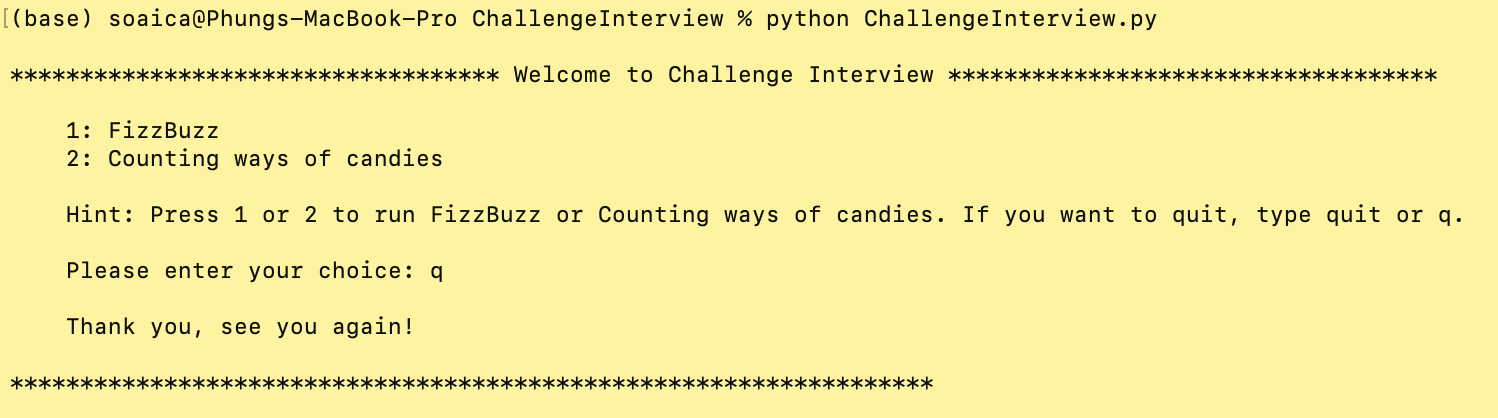 [(base) soaica@Phungs-MacBook-Pro ChallengeInterview % python ChallengeInterview.py
*********************************** Welcome to Challenge Interview ***********************************
1: FizzBuzz
2: Counting ways of candies
Hint: Press 1 or 2 to run FizzBuzz or Counting ways of candies. If you want to quit, type quit or q.
Please enter your choice: q
Thank you, see you again!
******************************************************************